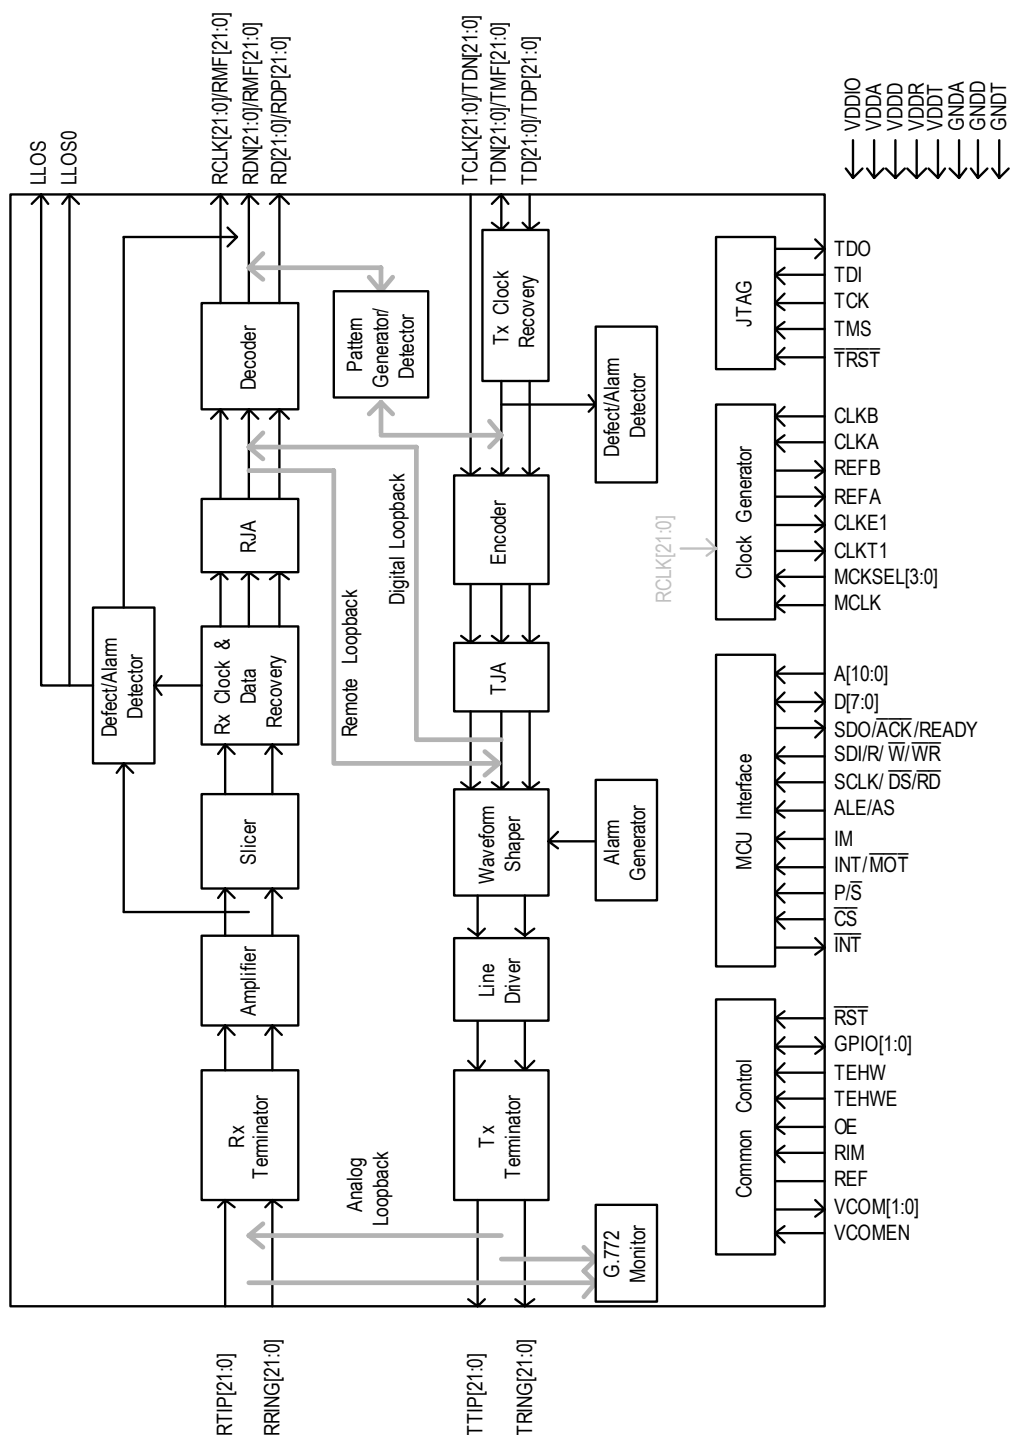 LLOS
LLOS0
RCLK[21:0]/RMF[21:0]
RDN[21:0]/RMF[21:0]
RD[21:0]/RDP[21:0]
TCLK[21:0]/TDN[21:0]
TDN[21:0]/TMF[21:0]
TD[21:0]/TDP[21:0]
VDDIO
VDDA
VDDD
VDDR
VDDT
GNDA
GNDD
GNDT
Decoder
Pattern
Generator/
Detector
Tx Clock
Recovery
Defect/Alarm
Detector
RJA
Encoder
Digital Loopback
Remote Loopback
Defect/Alarm
Detector
Rx Clock &
Data
Recovery
TJA
Slicer
Waveform
Shaper
Alarm
Generator
Amplifier
Line
Driver
Rx
Terminator
Tx
Terminator
Analog
Loopback
G.772
Monitor
RTIP[21:0]
RRING[21:0]
TTIP[21:0]
TRING[21:0]
JTAG
TDO
TDI
TCK
TMS
TRST
RCLK[21:0]
Clock Generator
CLKB
CLKA
REFB
REFA
CLKE1
CLKT1
MCKSEL[3:0]
MCLK
MCU Interface
A[10:0]
D[7:0]
SDO/ACK/READY
SDI/R/W/WR
SCLK/DS/RD
ALE/AS
IM
INT/MOT
P/S
CS
INT
Common Control
RST
GPIO[1:0]
TEHW
TEHWE
OE
RIM
REF
VCOM[1:0]
VCOMEN